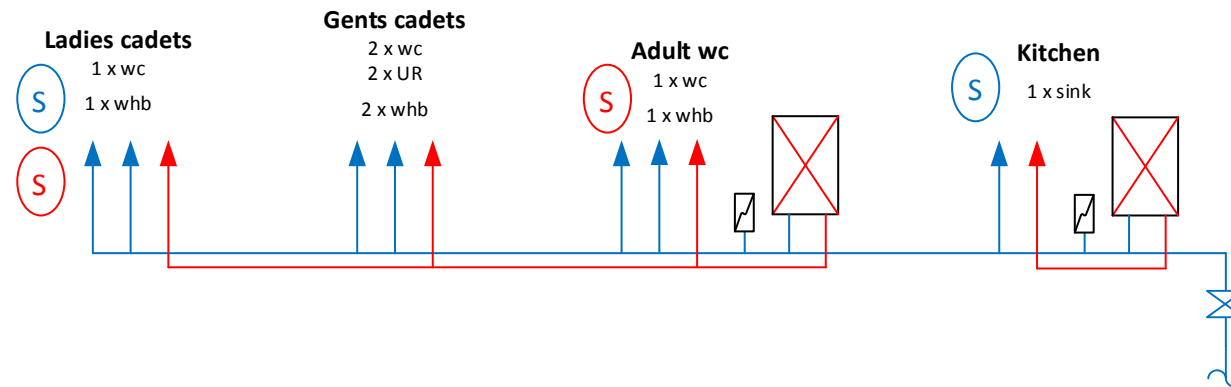 Ladies cadets
1 x wc
1 x whb
S
S
Gents cadets
2 x wc
2 x UR
2 x whb
Adult wc
1 x wc
1 x whb
S
Kitchen
1 x sink
S